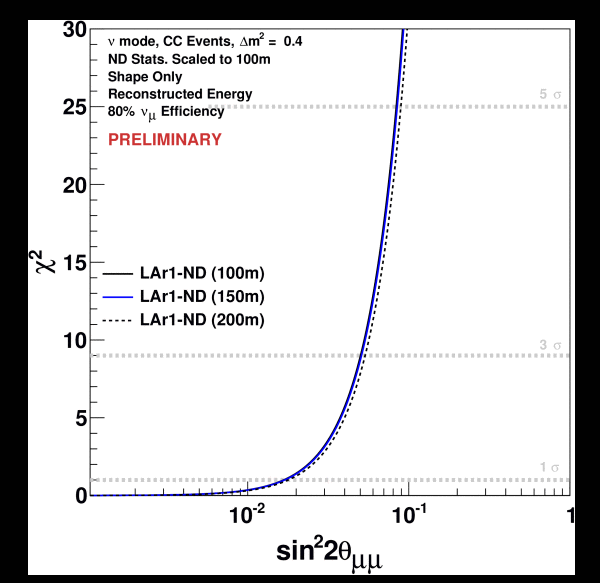 ν mode, CC Events, Δm² = 0.4
ND Stats. Scaled to 100m
Shape Only
Reconstructed Energy
80% νμ Efficiency
PRELIMINARY
5 σ
3 σ
1 σ
LAr1-ND (100m)
LAr1-ND (150m)
LAr1-ND (200m)
χ²
30
25
20
15
10
5
0
10⁻² 10⁻¹ 1
sin²2θμμ